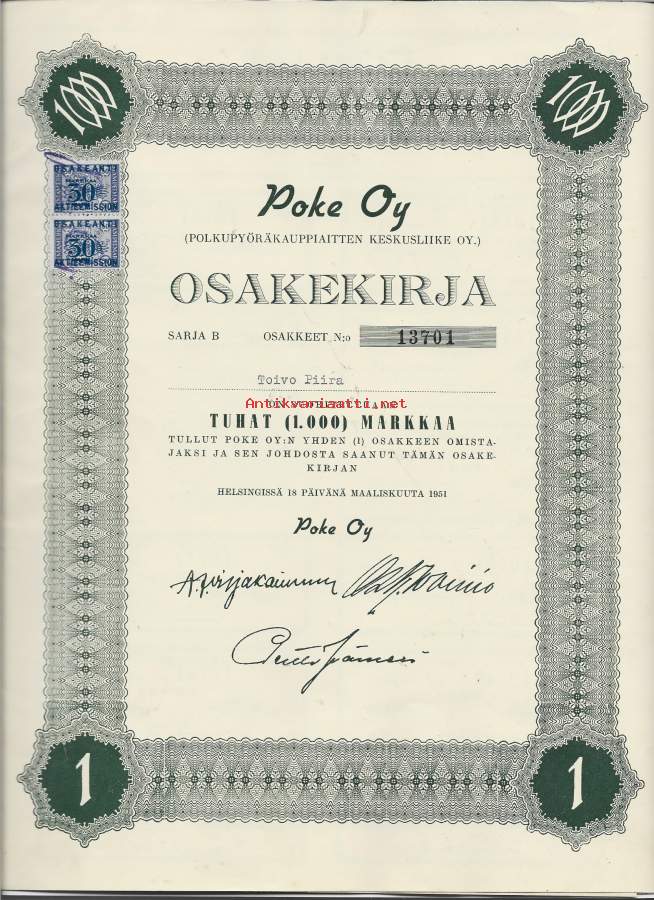 1000
1000
OSAKEANTI
30
AKTIEEMISSION
OSAKEANTI
30
AKTIEEMISSION
Poke Oy
(POLKUPYÖRÄKAUPPIAITTEN KESKUSLIIKE OY.)
OSAKEKIRJA
SARJA B OSAKKEET N:o 13701
Toivo Piira
Antikvariaatti.net
TUHAT (1.000) MARKKAA
TULLUT POKE OY:N YHDEN (1) OSAKKEEN OMISTA-
JAKSI JA SEN JOHDOSTA SAANUT TÄMÄN OSAKE-
KIRJAN
HELSINGISSÄ 18 PÄIVÄNÄ MAALISKUUTA 1951
Poke Oy
1
1